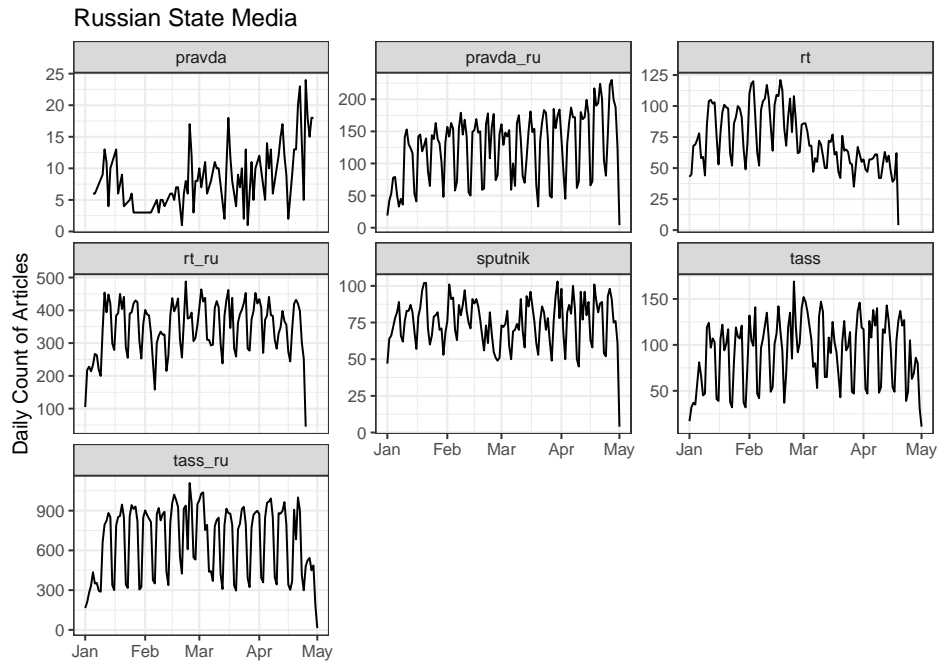 Russian State Media
pravda
pravda_ru
rt
25
20
15
10
5
0
200
150
100
50
0
125
100
75
50
25
0
rt_ru
sputnik
tass
500
400
300
200
100
100
75
50
25
0
150
100
50
Jan Feb Mar Apr May
Jan Feb Mar Apr May
tass_ru
900
600
300
0
Jan Feb Mar Apr May
Daily Count of Articles